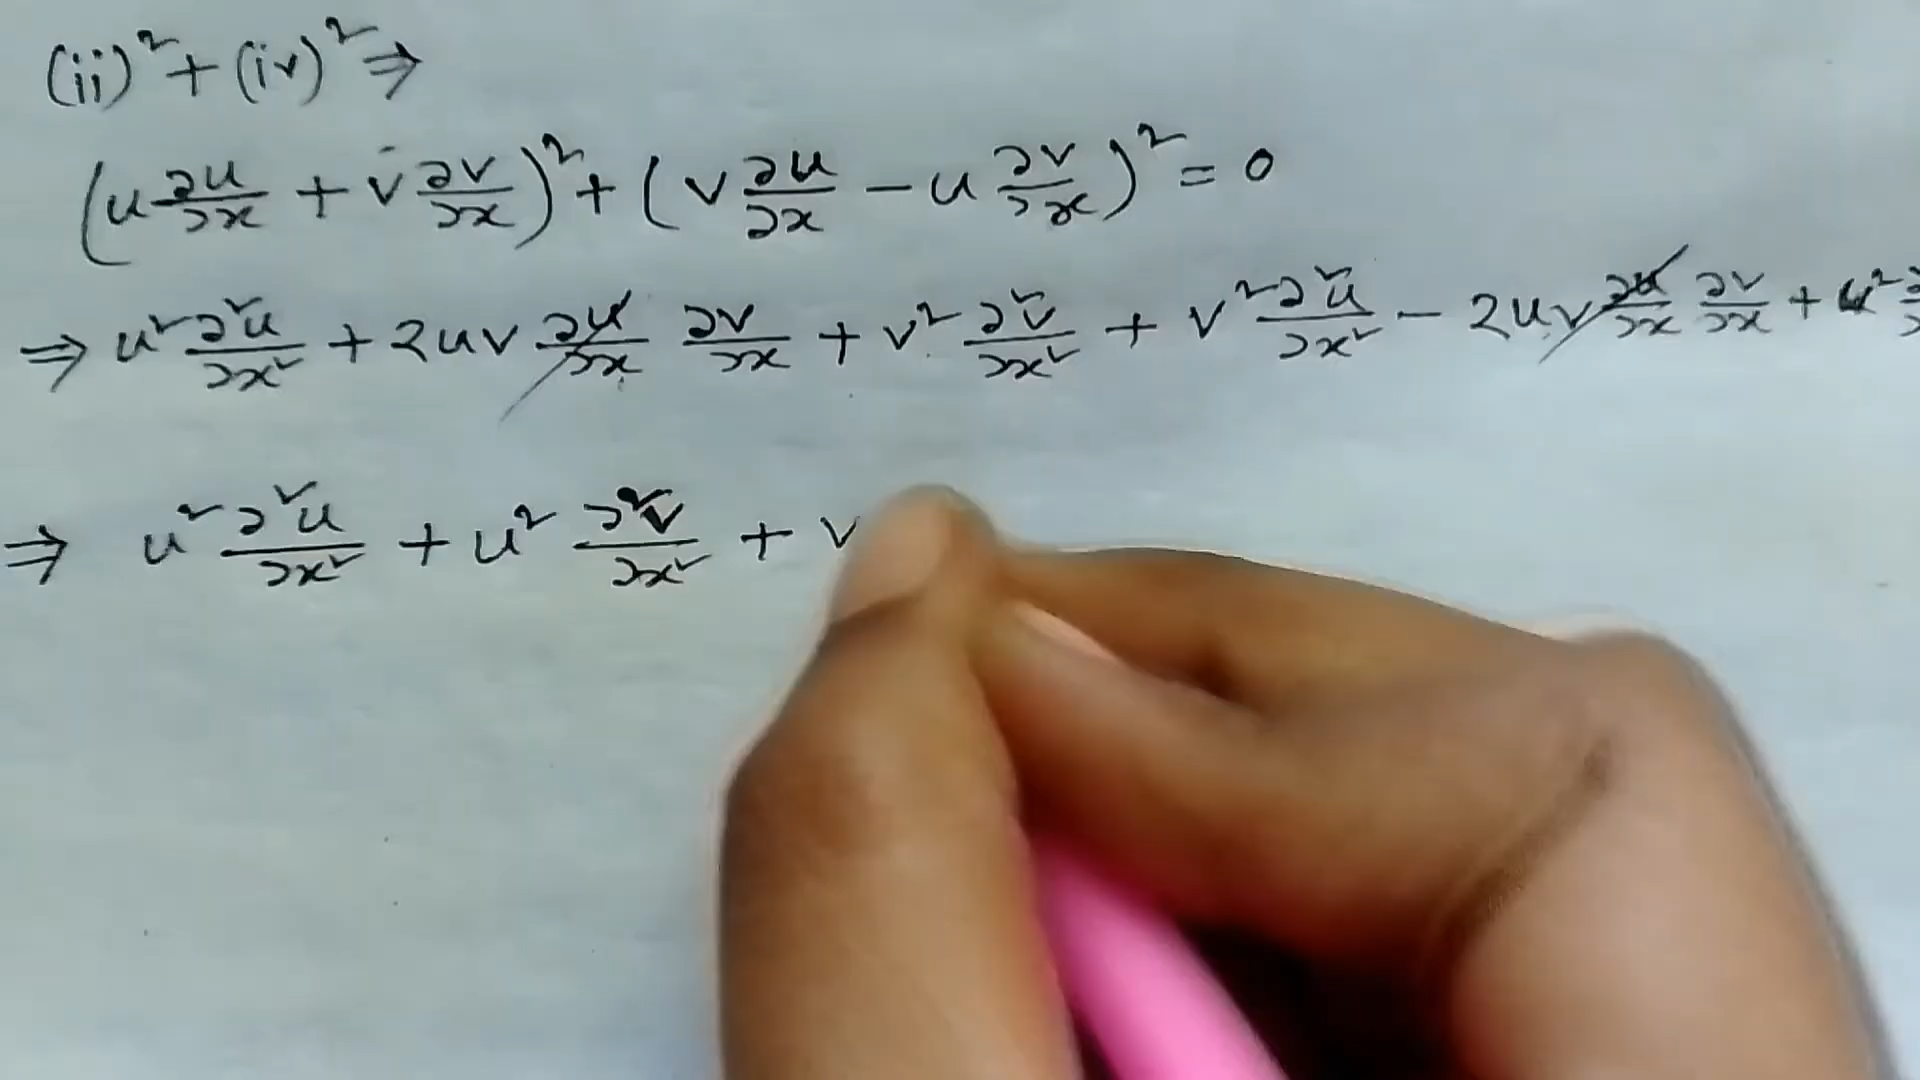 (ii)² + (iv)² ⇒
(u ∂u/∂x + v ∂v/∂x)² + (v ∂u/∂x − u ∂v/∂x)² = 0
⇒ u² ∂²u/∂x² + 2uv ∂u/∂x ∂v/∂x + v² ∂²v/∂x² + v² ∂²u/∂x² − 2uv ∂u/∂x ∂v/∂x + u²
⇒ u² ∂²u/∂x² + u² ∂²v/∂x² + v